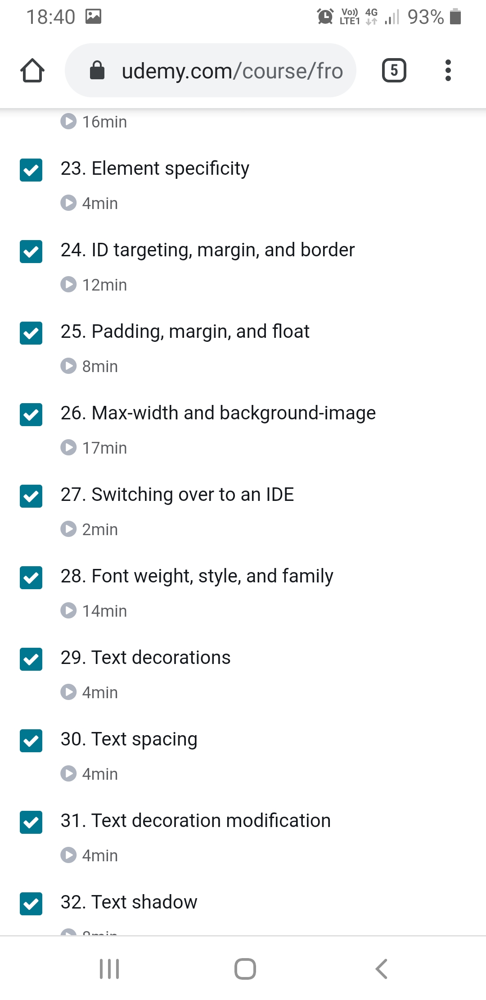 18:40 Vo)) LTE1 4G 93%
udemy.com/course/fro 5
16min
23. Element specificity
4min
24. ID targeting, margin, and border
12min
25. Padding, margin, and float
8min
26. Max-width and background-image
17min
27. Switching over to an IDE
2min
28. Font weight, style, and family
14min
29. Text decorations
4min
30. Text spacing
4min
31. Text decoration modification
4min
32. Text shadow